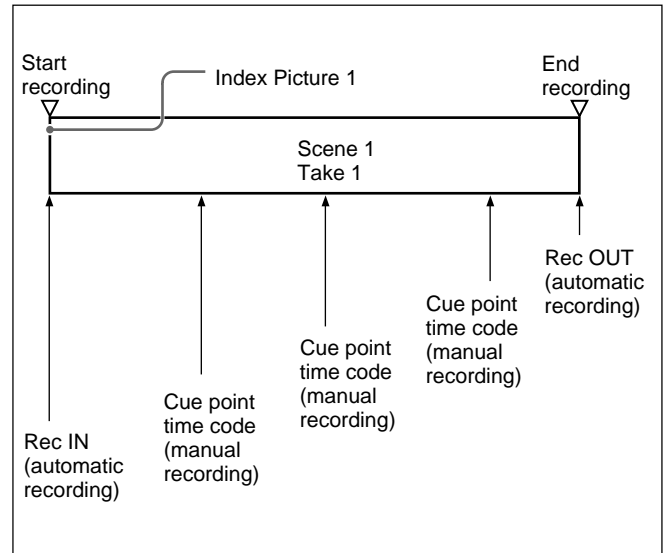 Start
recording
Index Picture 1
End
recording
Scene 1
Take 1
Rec IN
(automatic
recording)
Cue point
time code
(manual
recording)
Cue point
time code
(manual
recording)
Cue point
time code
(manual
recording)
Rec OUT
(automatic
recording)